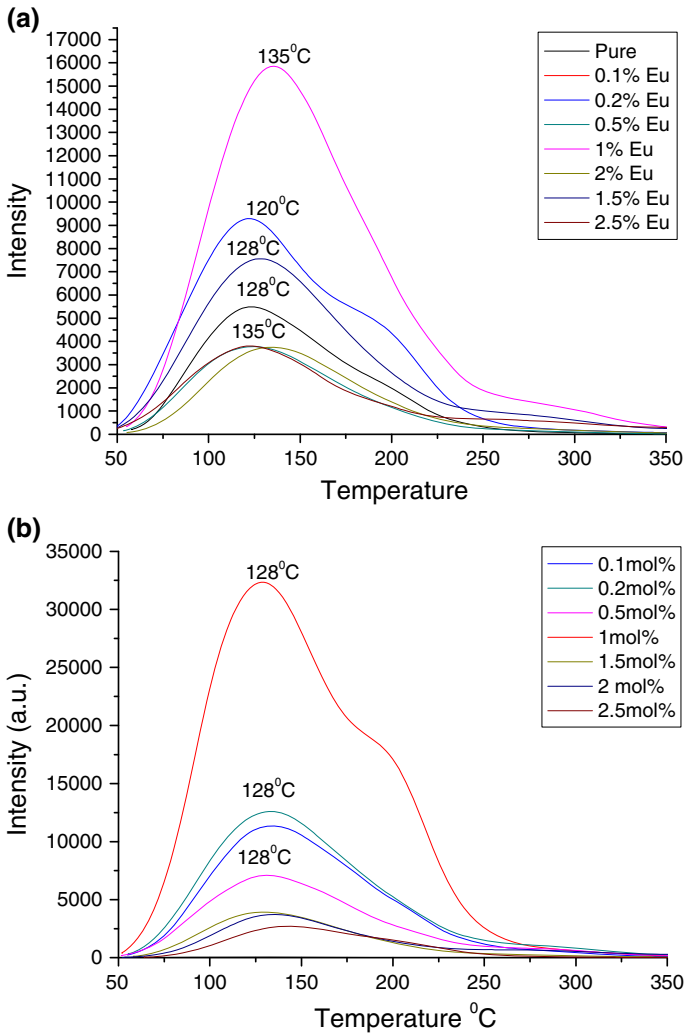 (a)
17000
16000
15000
14000
13000
12000
11000
10000
9000
8000
7000
6000
5000
4000
3000
2000
1000
0
Intensity
135⁰C
120⁰C
128⁰C
128⁰C
135⁰C
Pure
0.1% Eu
0.2% Eu
0.5% Eu
1% Eu
2% Eu
1.5% Eu
2.5% Eu
50 100 150 200 250 300 350
Temperature
(b)
35000
30000
25000
20000
15000
10000
5000
0
Intensity (a.u.)
128⁰C
128⁰C
128⁰C
0.1mol%
0.2mol%
0.5mol%
1mol%
1.5mol%
2 mol%
2.5mol%
50 100 150 200 250 300 350
Temperature ⁰C